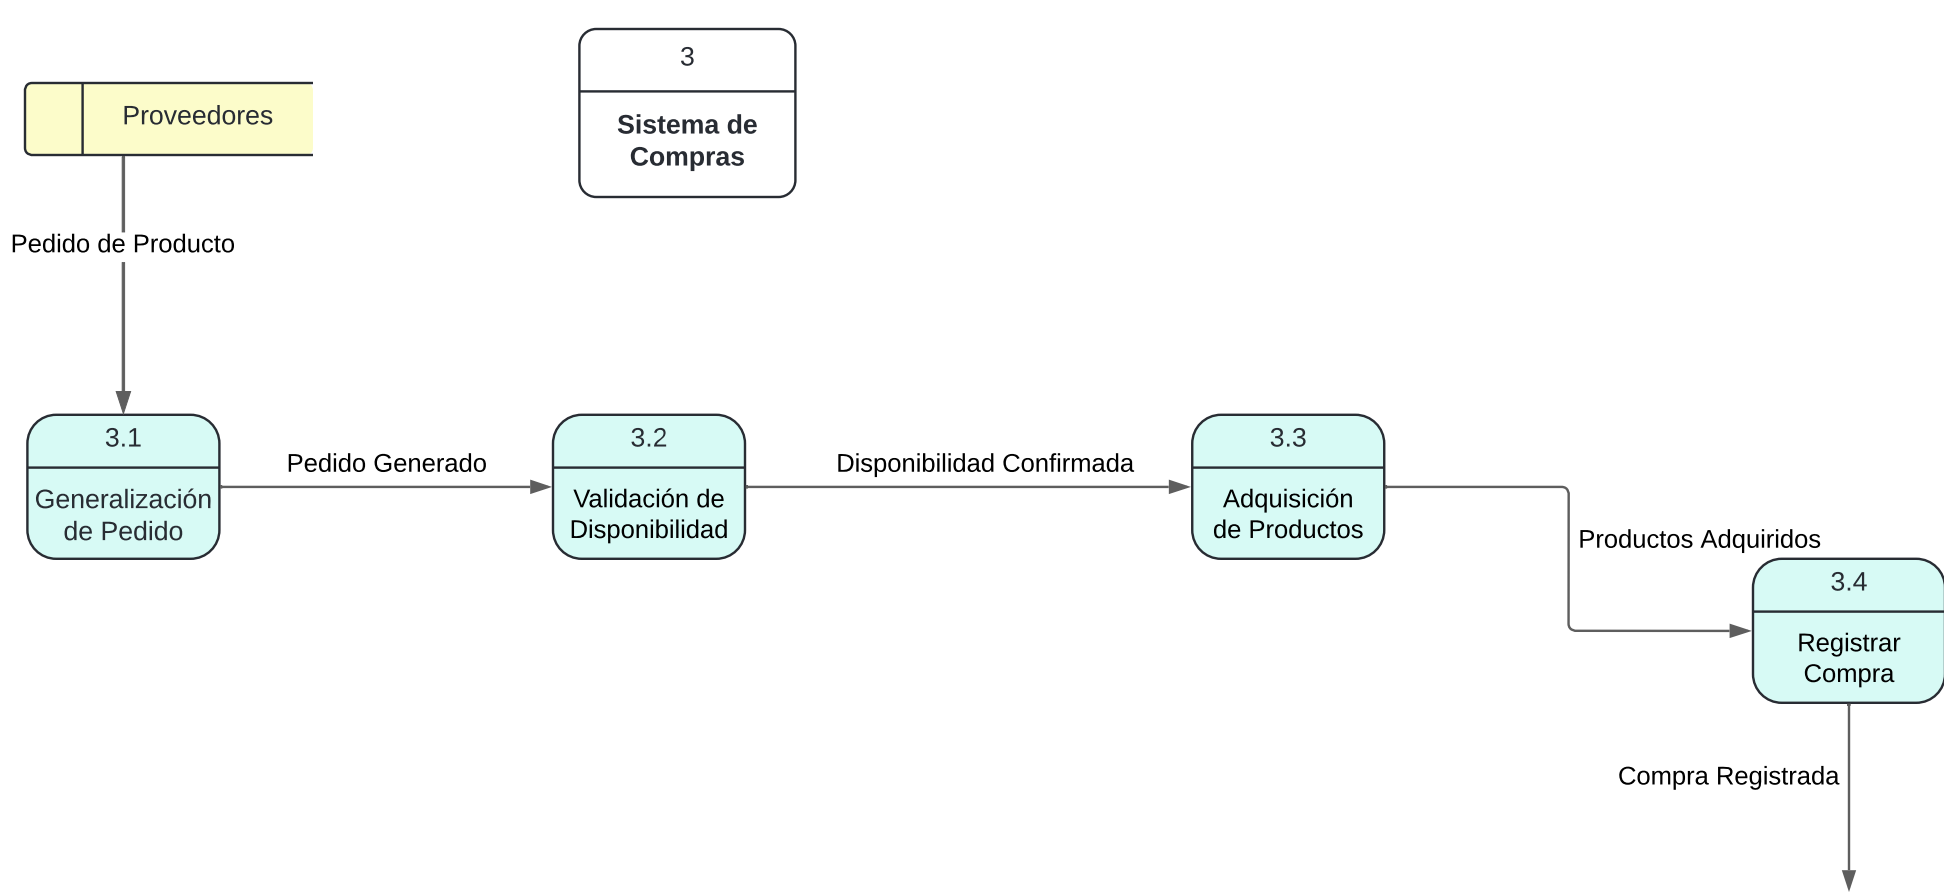 3
Sistema de
Compras
Proveedores
Pedido de Producto
3.1
Generalización
de Pedido
Pedido Generado
3.2
Validación de
Disponibilidad
Disponibilidad Confirmada
3.3
Adquisición
de Productos
Productos Adquiridos
3.4
Registrar
Compra
Compra Registrada